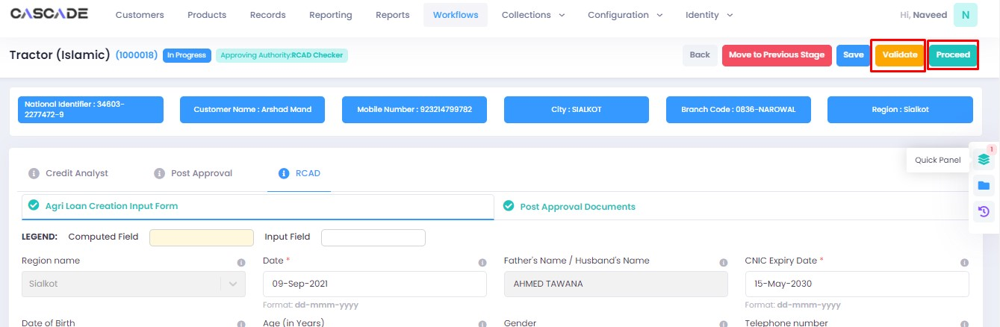 CASCADE Customers Products Records Reporting Reports Workflows Collections Configuration Identity Hi, Naveed N
Tractor (Islamic) (1000018) In Progress Approving Authority:RCAD Checker Back Move to Previous Stage Save Validate Proceed
National Identifier : 34603-
2277472-9
Customer Name : Arshad Mand Mobile Number : 923214799782 City : SIALKOT Branch Code : 0836-NAROWAL Region : Sialkot
1
Quick Panel
Credit Analyst Post Approval RCAD
Agri Loan Creation Input Form Post Approval Documents
LEGEND: Computed Field Input Field
Region name Date * Father's Name / Husband's Name CNIC Expiry Date *
Sialkot 09-Sep-2021 AHMED TAWANA 15-May-2030
Format: dd-mmm-yyyy Format: dd-mmm-yyyy
Date of Birth Age (in Years) Gender Telephone number